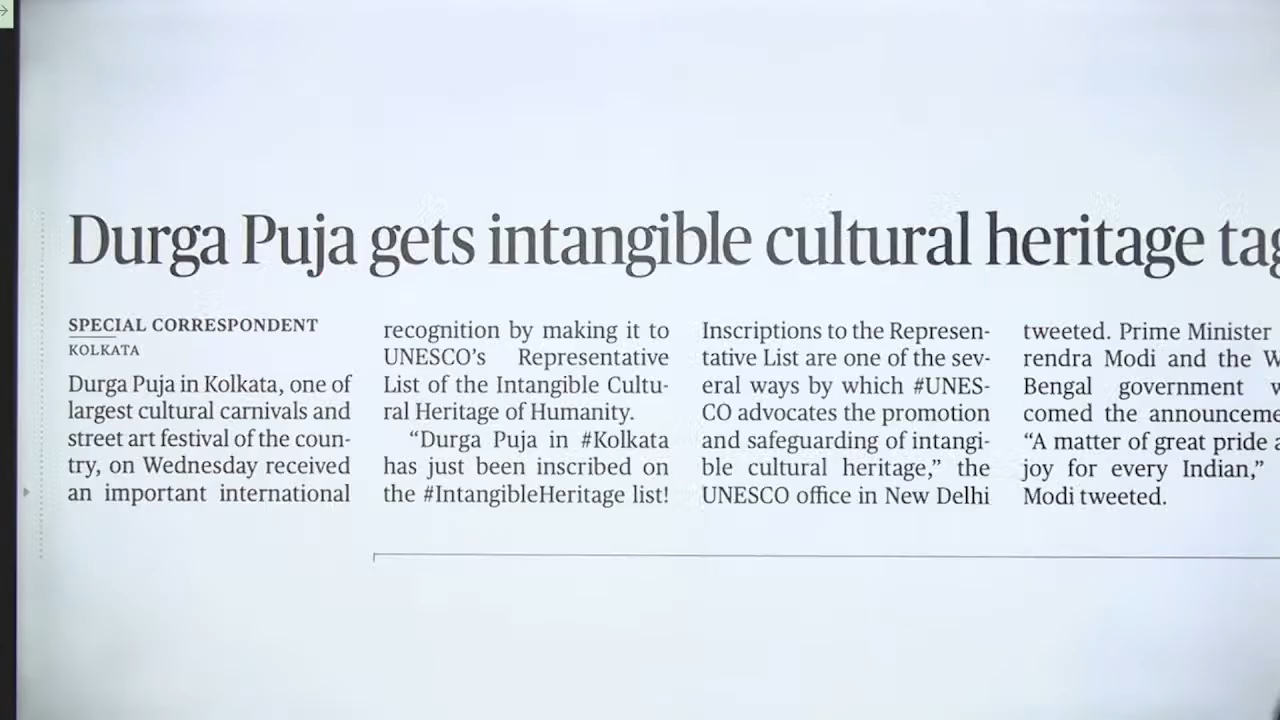 Durga Puja gets intangible cultural heritage
SPECIAL CORRESPONDENT
KOLKATA
Durga Puja in Kolkata, one of
largest cultural carnivals and
street art festival of the coun-
try, on Wednesday received
an important international
recognition by making it to
UNESCO’s Representative
List of the Intangible Cultu-
ral Heritage of Humanity.
“Durga Puja in #Kolkata
has just been inscribed on
the #IntangibleHeritage list!
Inscriptions to the Represen-
tative List are one of the sev-
eral ways by which #UNES-
CO advocates the promotion
and safeguarding of intangi-
ble cultural heritage,” the
UNESCO office in New Delhi
tweeted. Prime Minister
rendra Modi and the
Bengal government
comed the
“A matter of great pride
joy for every Indian,”
Modi tweeted.